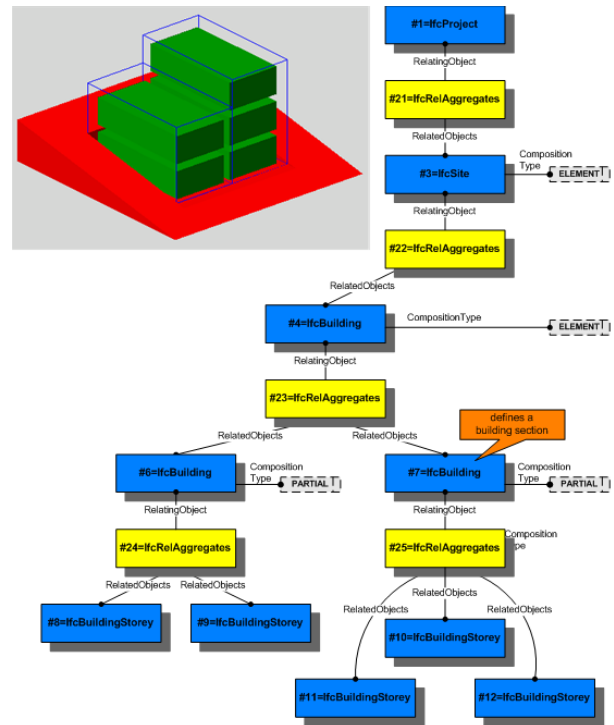 #1=IfcProject
RelatingObject
#21=IfcRelAggregates
RelatedObjects
Composition
Type
#3=IfcSite
ELEMENT
RelatingObject
#22=IfcRelAggregates
RelatedObjects
#4=IfcBuilding
CompositionType
ELEMENT
RelatingObject
#23=IfcRelAggregates
defines a
building section
RelatedObjects
RelatedObjects
#6=IfcBuilding
Composition
Type
PARTIAL
#7=IfcBuilding
Composition
Type
PARTIAL
RelatingObject
RelatingObject
#24=IfcRelAggregates
#25=IfcRelAggregates
Composition
RelatedObjects
RelatedObjects
RelatedObjects
RelatedObjects
RelatedObjects
#8=IfcBuildingStorey
#9=IfcBuildingStorey
#10=IfcBuildingStorey
#11=IfcBuildingStorey
#12=IfcBuildingStorey